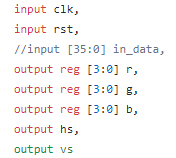 input clk,
input rst,
//input [35:0] in_data,
output reg [3:0] r,
output reg [3:0] g,
output reg [3:0] b,
output hs,
output vs